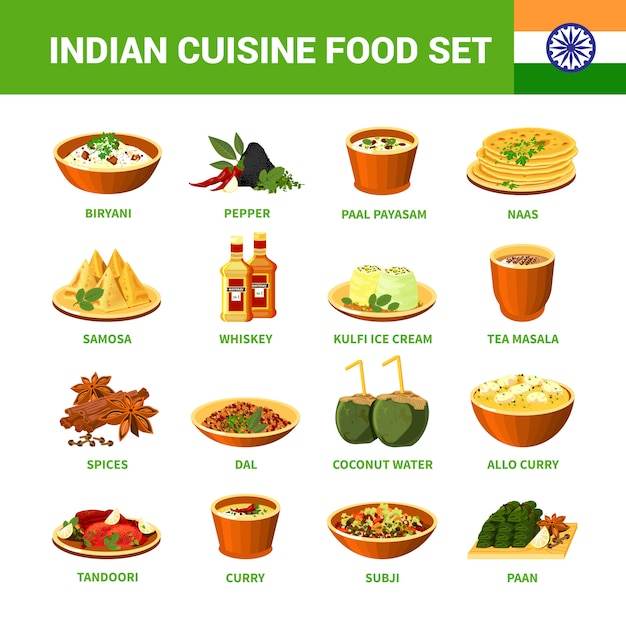 INDIAN CUISINE FOOD SET
BIRYANI
PEPPER
PAAL PAYASAM
NAAS
SAMOSA
WHISKEY
KULFI ICE CREAM
TEA MASALA
SPICES
DAL
COCONUT WATER
ALLO CURRY
TANDOORI
CURRY
SUBJI
PAAN